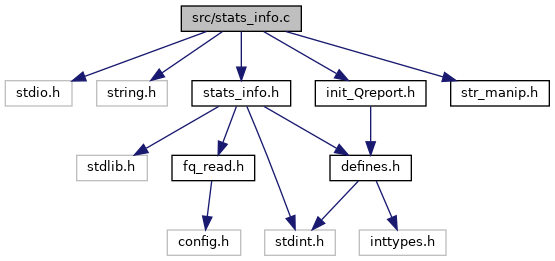 src/stats_info.c
stdio.h
string.h
stats_info.h
init_Qreport.h
str_manip.h
stdlib.h
fq_read.h
defines.h
config.h
stdint.h
inttypes.h